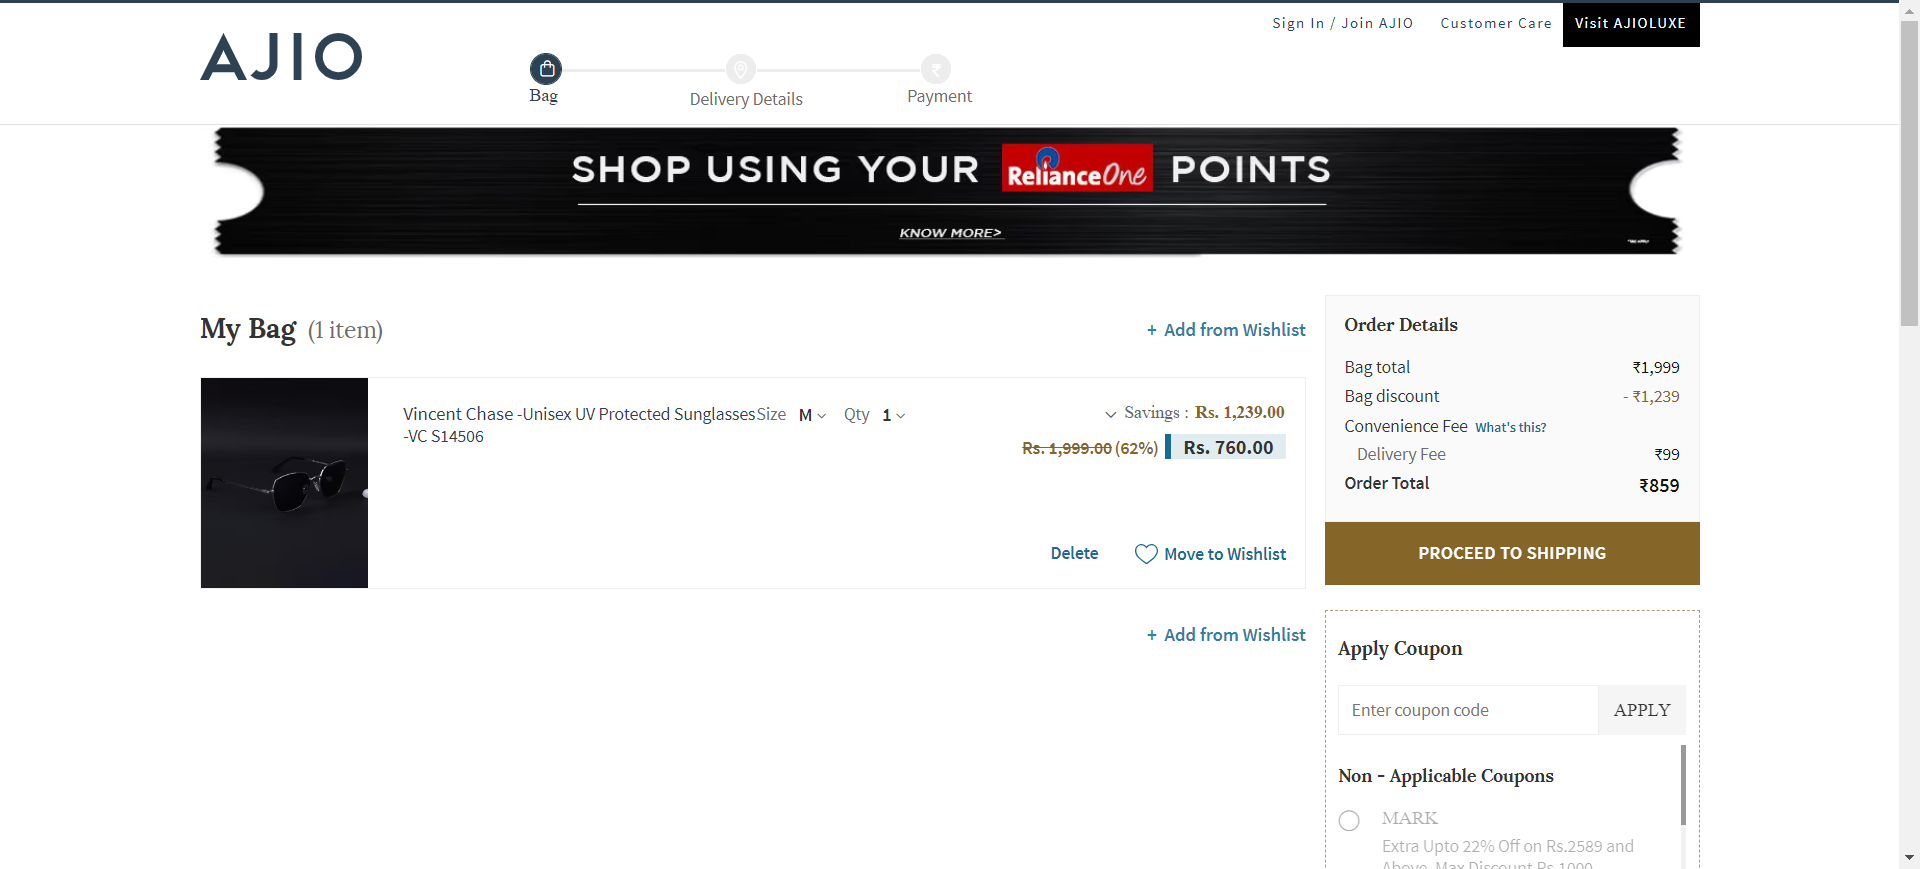 Sign In / Join AJIO
Customer Care
Visit AJIOLUXE
AJIO
Bag
Delivery Details
Payment
SHOP USING YOUR RelianceOne POINTS
KNOW MORE>
My Bag (1 item)
+ Add from Wishlist
Vincent Chase -Unisex UV Protected Sunglasses
-VC S14506
Size M
Qty 1
Savings : Rs. 1,239.00
Rs. 1,999.00 (62%) Rs. 760.00
Delete
Move to Wishlist
+ Add from Wishlist
Order Details
Bag total ₹1,999
Bag discount - ₹1,239
Convenience Fee What's this?
Delivery Fee ₹99
Order Total ₹859
PROCEED TO SHIPPING
Apply Coupon
Enter coupon code APPLY
Non - Applicable Coupons
MARK
Extra Upto 22% Off on Rs.2589 and
Above. Max Discount Rs.1000